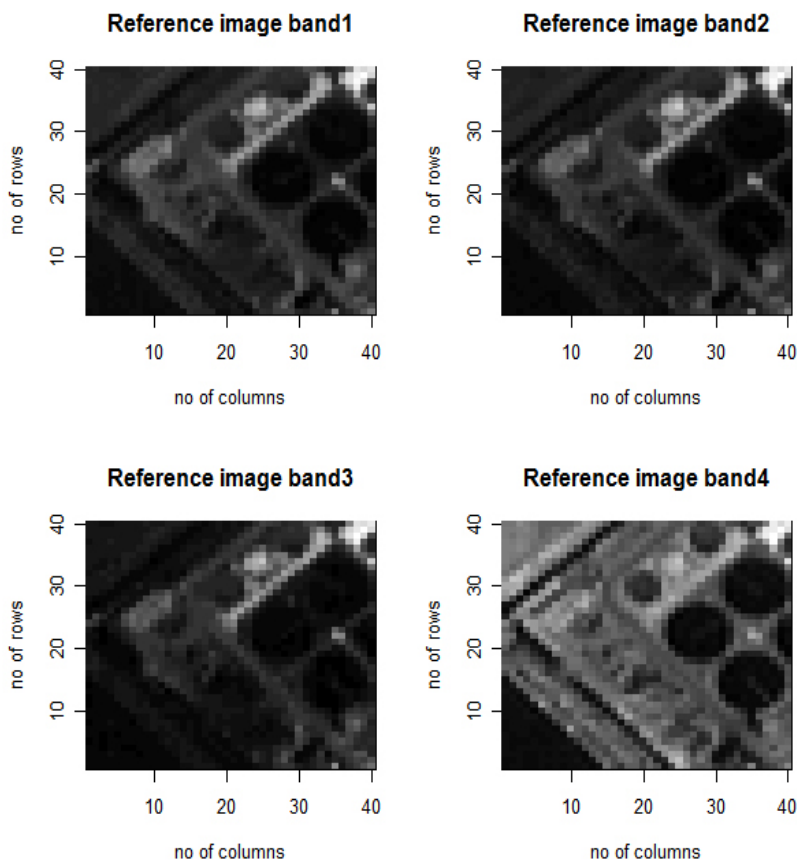 Reference image band1
Reference image band2
40
30
20
10
no of rows
10 20 30 40
no of columns
40
30
20
10
no of rows
10 20 30 40
no of columns
Reference image band3
Reference image band4
40
30
20
10
no of rows
10 20 30 40
no of columns
40
30
20
10
no of rows
10 20 30 40
no of columns